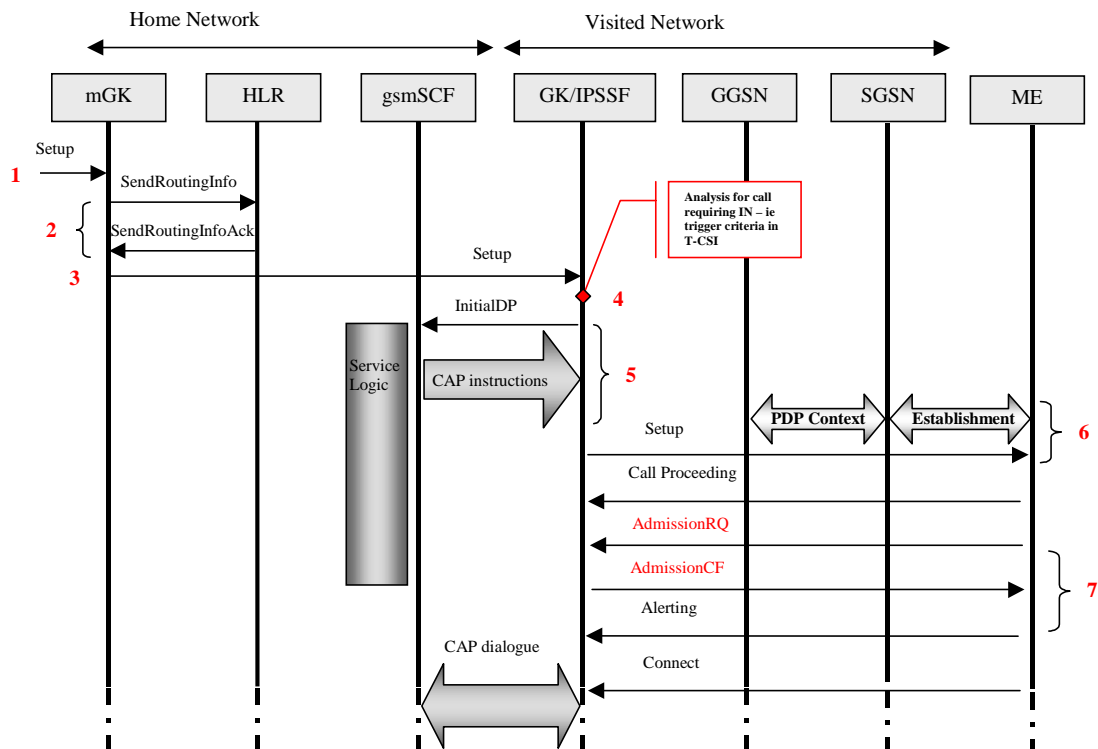 Home Network
Visited Network
mGK
HLR
gsmSCF
GK/IPSSF
GGSN
SGSN
ME
Setup
1
SendRoutingInfo
2
SendRoutingInfoAck
3
Setup
Analysis for call
requiring IN – ie
trigger criteria in
T-CSI
4
InitialDP
Service
Logic
CAP instructions
5
PDP Context
Establishment
6
Setup
Call Proceeding
AdmissionRQ
AdmissionCF
7
Alerting
CAP dialogue
Connect